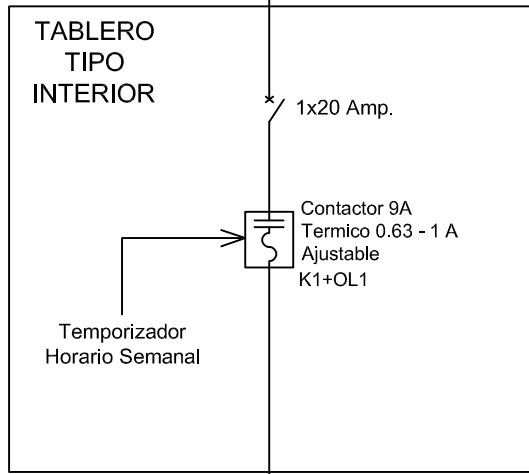 TABLERO
TIPO
INTERIOR
1x20 Amp.
Contactor 9A
Termico 0.63 - 1 A
Ajustable
K1+OL1
Temporizador
Horario Semanal